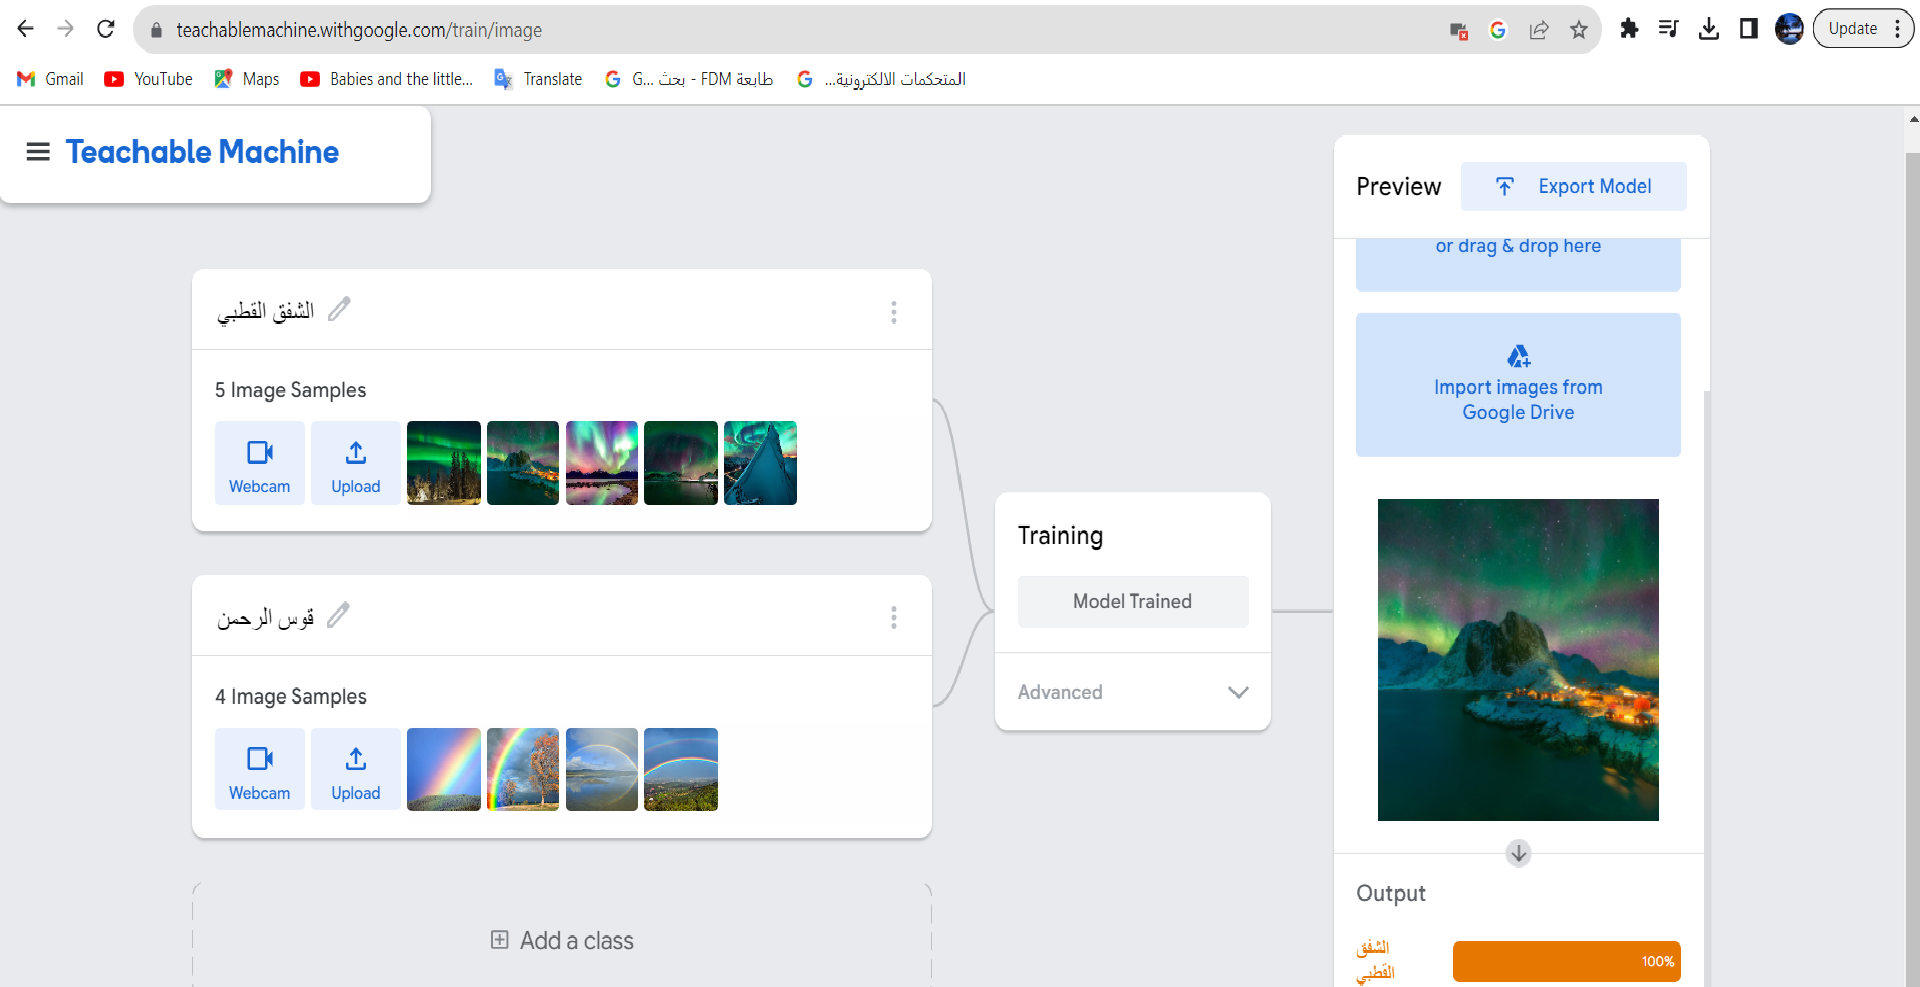 teachablemachine.withgoogle.com/train/image
Update
Gmail
YouTube
Maps
Babies and the little...
Translate
طابعة FDM - بحث G...
المتحكمات الالكترونية...
Teachable Machine
الشفق القطبي
5 Image Samples
Webcam
Upload
قوس الرحمن
4 Image Samples
Webcam
Upload
Add a class
Training
Model Trained
Advanced
Preview
Export Model
or drag & drop here
Import images from
Google Drive
Output
الشفق
القطبي
100%